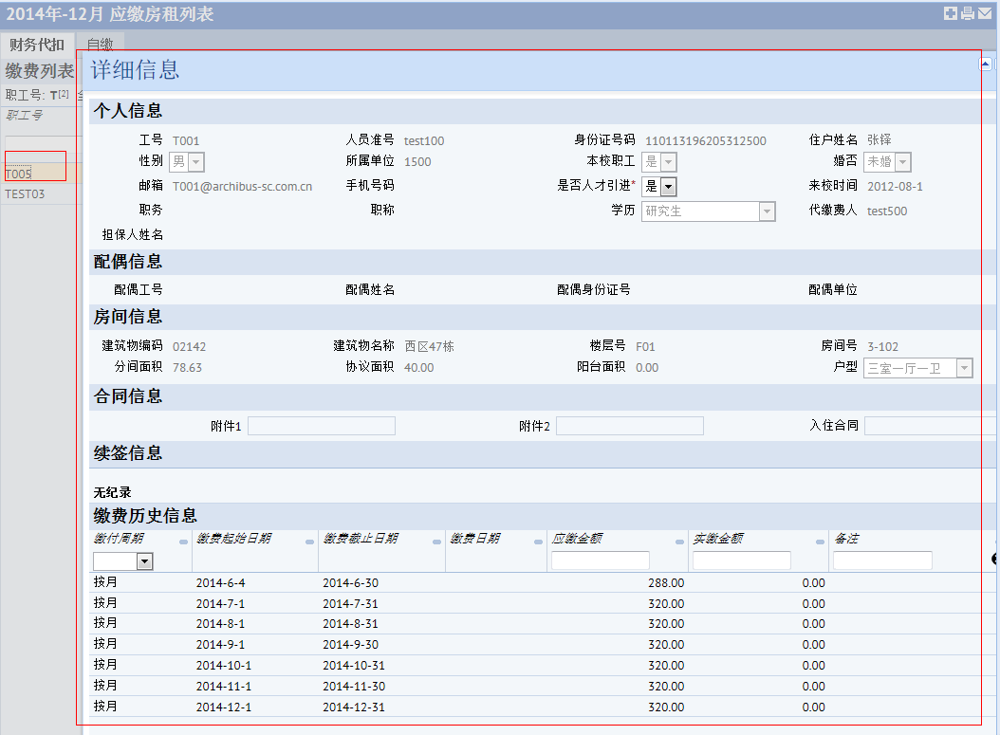 2014年-12月 应缴房租列表
财务代扣 自缴
缴费列表
职工号: T[2]
职工号
T005
TEST03
详细信息
个人信息
工号 T001 人员准号 test100 身份证号码 110113196205312500 住户姓名 张铎
性别 男 所属单位 1500 本校职工 是 婚否 未婚
邮箱 T001@archibus-sc.com.cn 手机号码 是否人才引进* 是 来校时间 2012-08-1
职务 职称 学历 研究生 代缴费人 test500
担保人姓名
配偶信息
配偶工号 配偶姓名 配偶身份证号 配偶单位
房间信息
建筑物编码 02142 建筑物名称 西区47栋 楼层号 F01 房间号 3-102
分间面积 78.63 协议面积 40.00 阳台面积 0.00 户型 三室一厅一卫
合同信息
附件1 附件2 入住合同
续签信息
无纪录
缴费历史信息
缴付周期 缴费起始日期 缴费截止日期 缴费日期 应缴金额 实缴金额 备注
按月 2014-6-4 2014-6-30 288.00 0.00
按月 2014-7-1 2014-7-31 320.00 0.00
按月 2014-8-1 2014-8-31 320.00 0.00
按月 2014-9-1 2014-9-30 320.00 0.00
按月 2014-10-1 2014-10-31 320.00 0.00
按月 2014-11-1 2014-11-30 320.00 0.00
按月 2014-12-1 2014-12-31 320.00 0.00